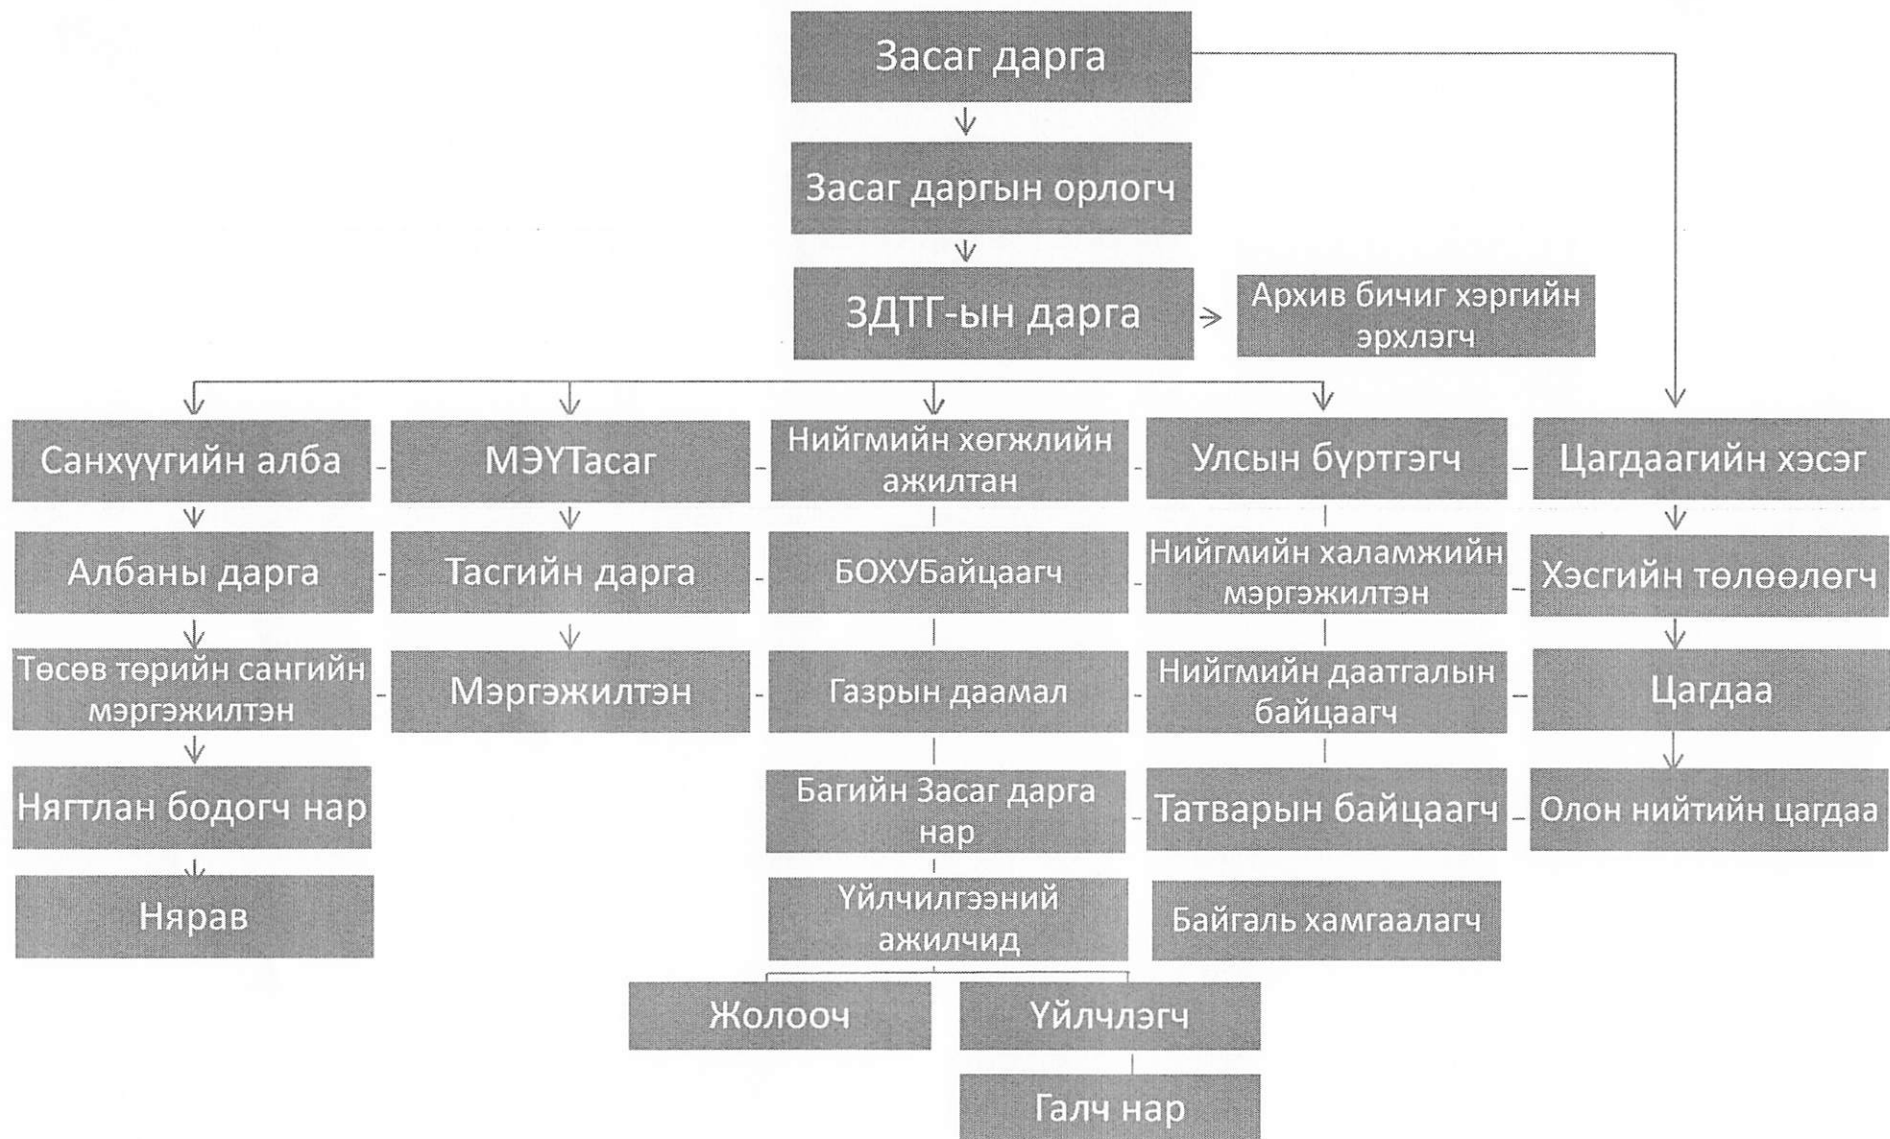 Засаг дарга
Засаг даргын орлогч
ЗДТГ-ын дарга
Архив бичиг хэргийн
эрхлэгч
Санхүүгийн алба
МЭҮТасаг
Нийгмийн хөгжлийн
ажилтан
Улсын бүртгэгч
Цагдаагийн хэсэг
Албаны дарга
Тасгийн дарга
БОХУБайцаагч
Нийгмийн халамжийн
мэргэжилтэн
Хэсгийн төлөөлөгч
Төсөв төрийн сангийн
мэргэжилтэн
Мэргэжилтэн
Газрын даамал
Нийгмийн даатгалын
байцаагч
Цагдаа
Нягтлан бодогч нар
Багийн Засаг дарга
нар
Татварын байцаагч
Олон нийтийн цагдаа
Нярав
Үйлчилгээний
ажилчид
Байгаль хамгаалагч
Жолооч
Үйлчлэгч
Галч нар